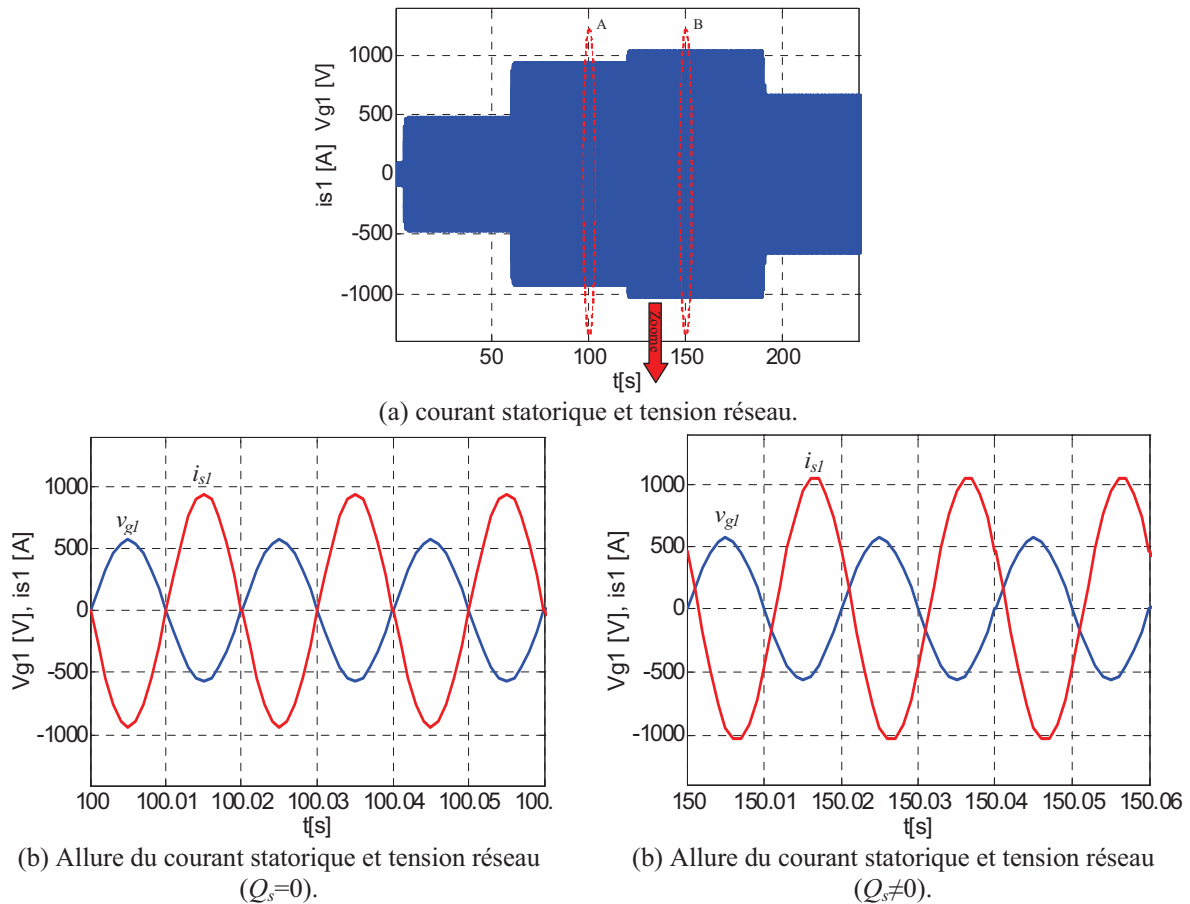 A
B
1000
500
0
-500
-1000
is1 [A] Vg1 [V]
50
100
150
200
t[s]
Zoome
(a) courant statorique et tension réseau.
is1
vg1
1000
500
0
-500
-1000
Vg1 [V], is1 [A]
100
100.01
100.02
100.03
100.04
100.05
100.
t[s]
(b) Allure du courant statorique et tension réseau
(Qs=0).
is1
vg1
1000
500
0
-500
-1000
Vg1 [V], is1 [A]
150
150.01
150.02
150.03
150.04
150.05
150.06
t[s]
(b) Allure du courant statorique et tension réseau
(Qs≠0).